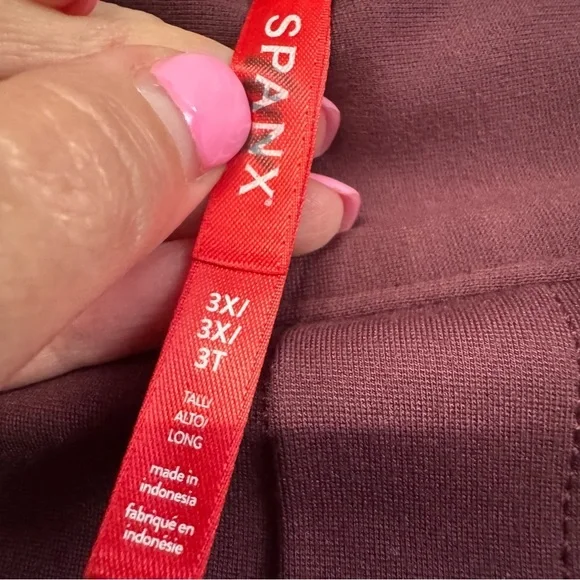 SPANX®
3X/
3X/
3T
TALL/
ALTO/
LONG
made in
indonesia
fabriqué en
indonésie